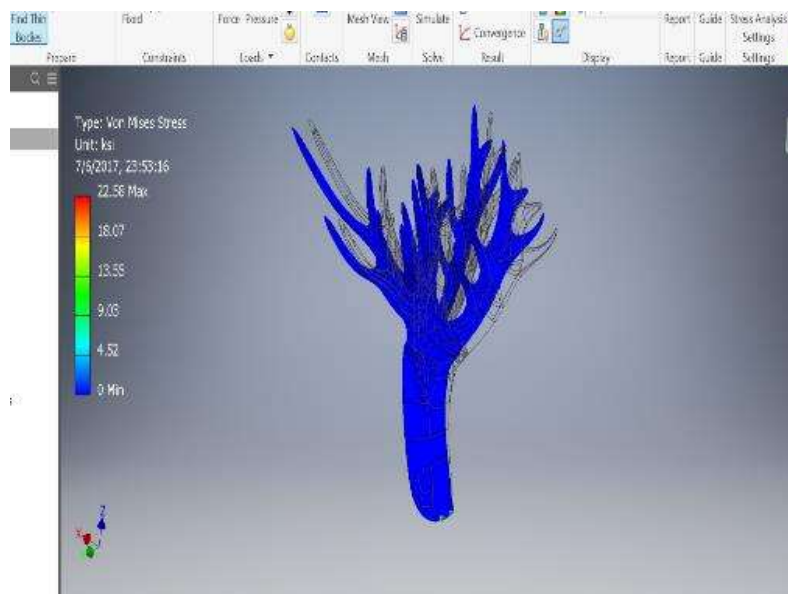 Find Thin Fixed Force Pressure Mesh View Simulate Report Guide Stress Analysis
Bodies Convergence Settings
Prepare Constraints Loads Contacts Mesh Solve Result Display Report Guide Settings
Type: Von Mises Stress
Unit: ksi
7/6/2017, 23:53:16
22.58 Max
18.07
13.55
9.03
4.52
0 Min
Z
X